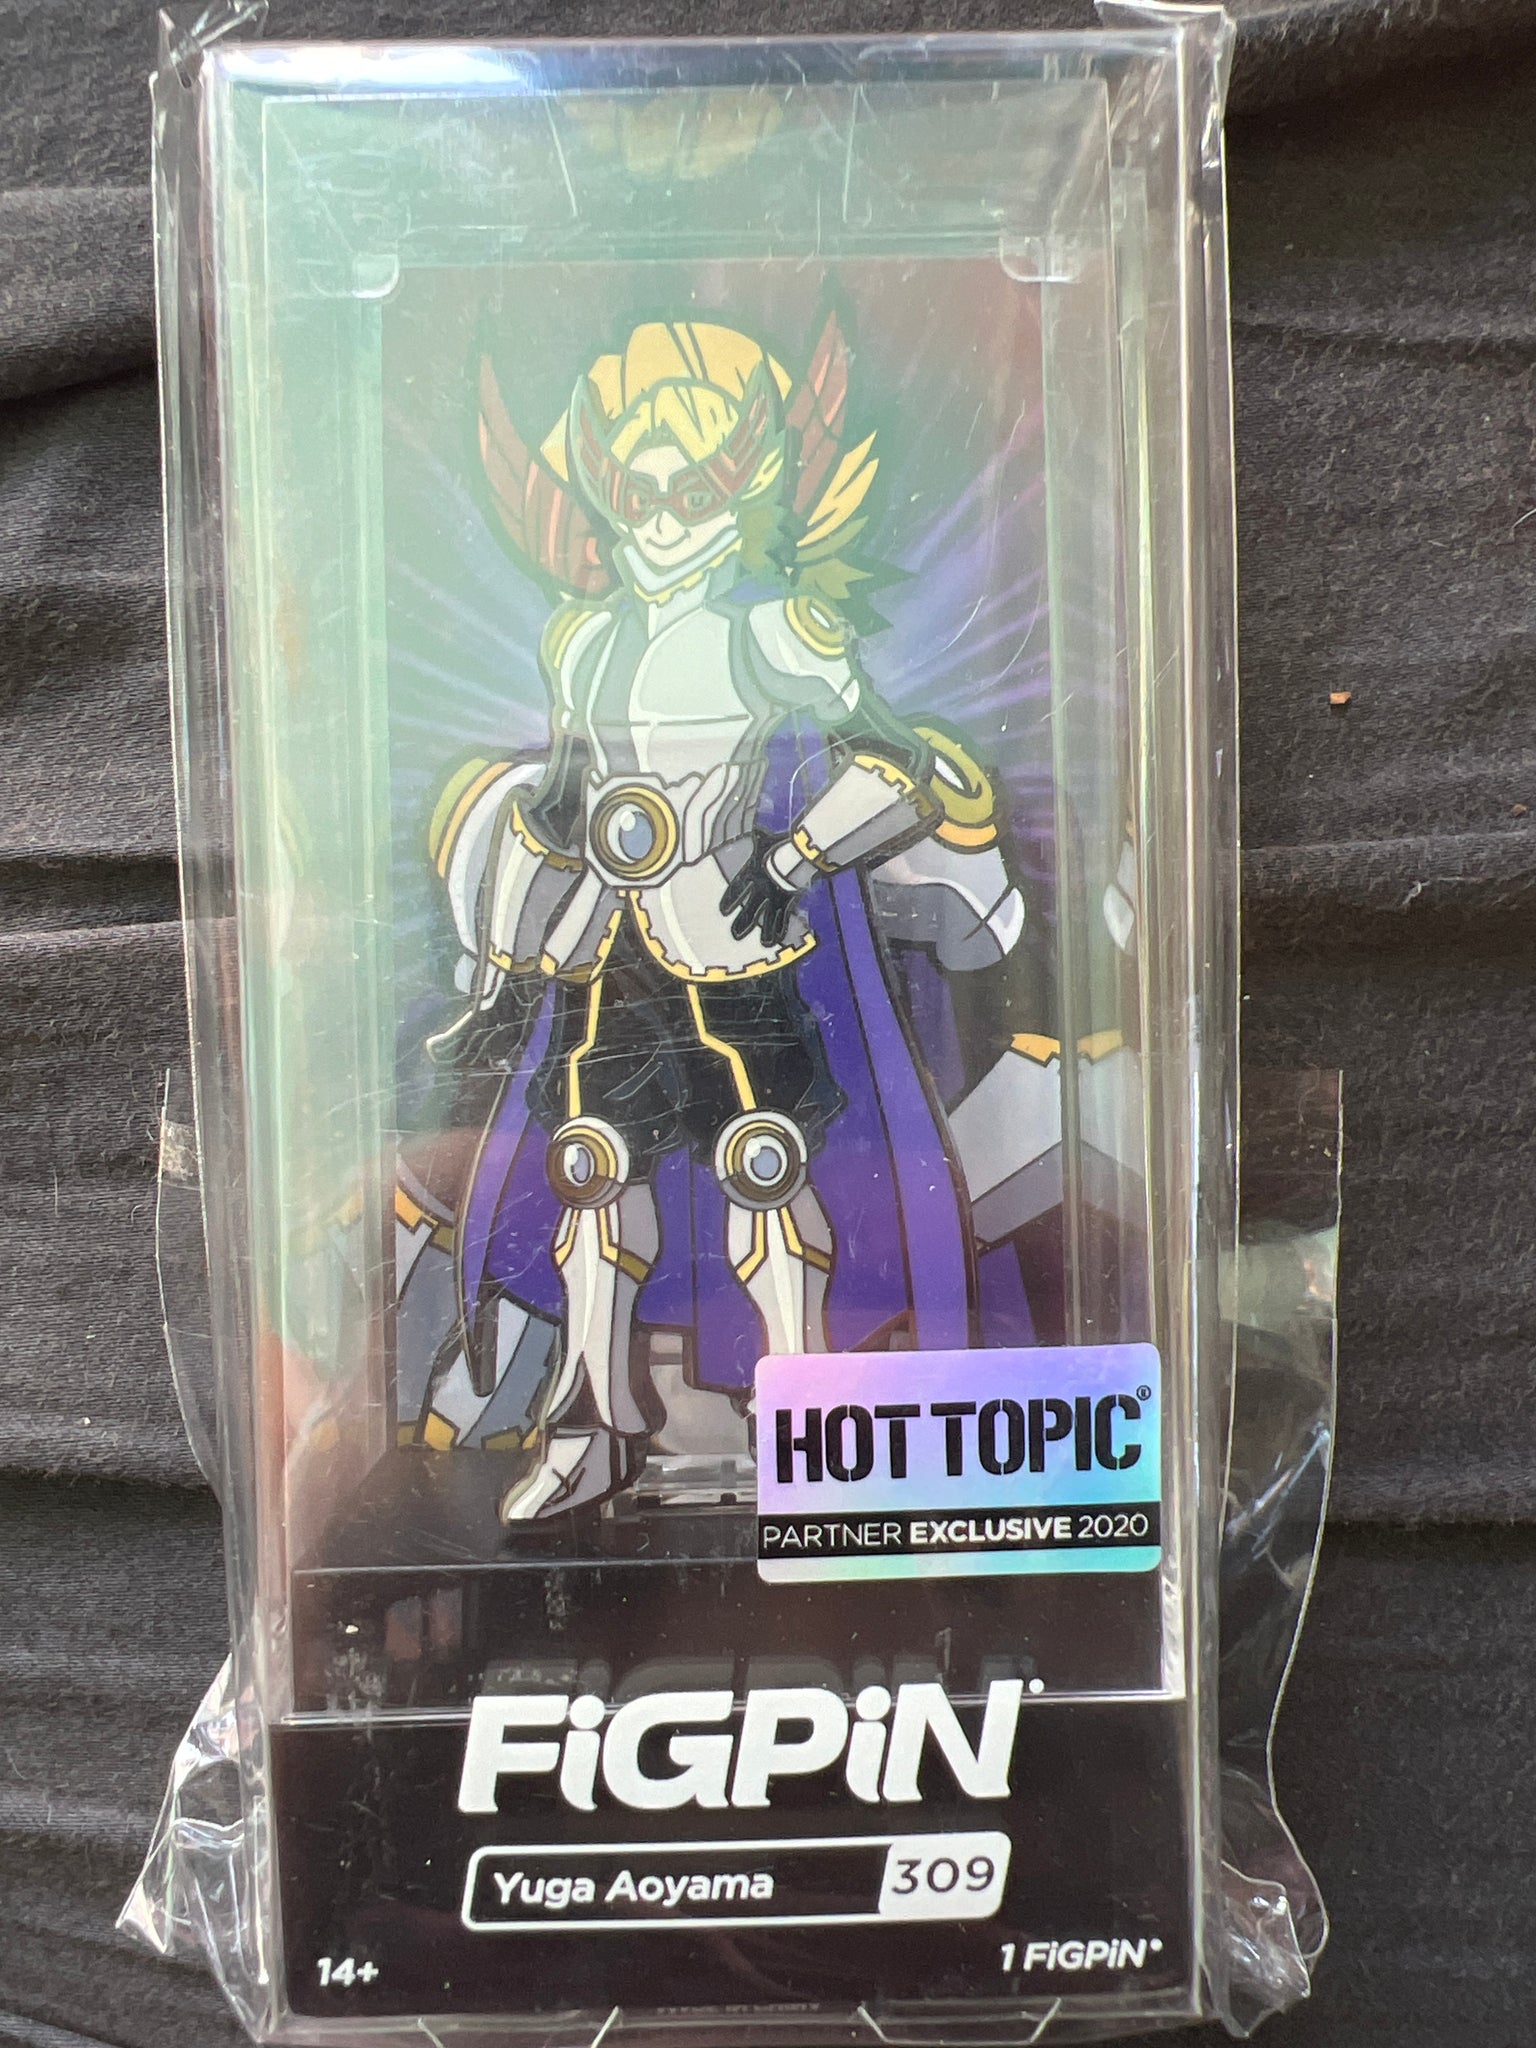 HOT TOPIC®
PARTNER EXCLUSIVE 2020
FiGPiN
Yuga Aoyama 309
14+
1 FiGPiN